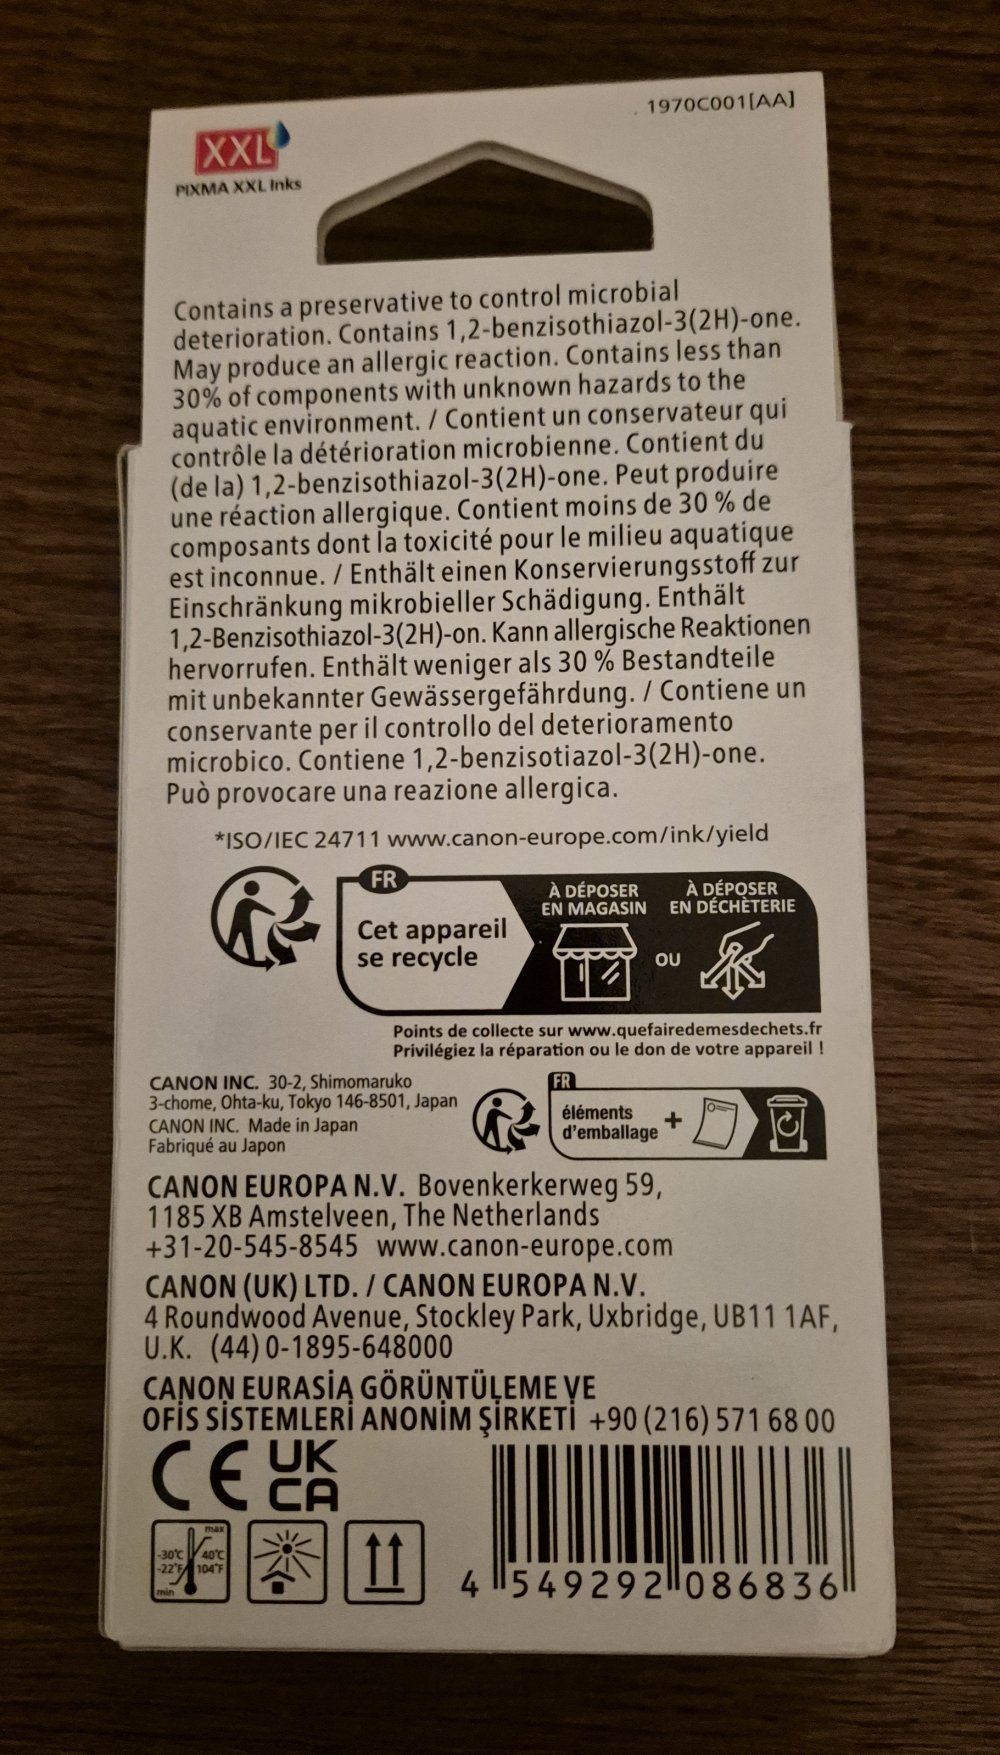 1970C001[AA]
XXL
PIXMA XXL Inks
Contains a preservative to control microbial
deterioration. Contains 1,2-benzisothiazol-3(2H)-one.
May produce an allergic reaction. Contains less than
30% of components with unknown hazards to the
aquatic environment. / Contient un conservateur qui
contrôle la détérioration microbienne. Contient du
(de la) 1,2-benzisothiazol-3(2H)-one. Peut produire
une réaction allergique. Contient moins de 30 % de
composants dont la toxicité pour le milieu aquatique
est inconnue. / Enthält einen Konservierungsstoff zur
Einschränkung mikrobieller Schädigung. Enthält
1,2-Benzisothiazol-3(2H)-on. Kann allergische Reaktionen
hervorrufen. Enthält weniger als 30 % Bestandteile
mit unbekannter Gewässergefährdung. / Contiene un
conservante per il controllo del deterioramento
microbico. Contiene 1,2-benzisotiazol-3(2H)-one.
Può provocare una reazione allergica.
*ISO/IEC 24711 www.canon-europe.com/ink/yield
FR
Cet appareil
se recycle
À DÉPOSER
EN MAGASIN
OU
À DÉPOSER
EN DÉCHÈTERIE
Points de collecte sur www.quefairedemesdechets.fr
Privilégiez la réparation ou le don de votre appareil !
CANON INC. 30-2, Shimomaruko
3-chome, Ohta-ku, Tokyo 146-8501, Japan
CANON INC. Made in Japan
Fabriqué au Japon
FR
éléments
d'emballage
+
CANON EUROPA N.V. Bovenkerkerweg 59,
1185 XB Amstelveen, The Netherlands
+31-20-545-8545 www.canon-europe.com
CANON (UK) LTD. / CANON EUROPA N.V.
4 Roundwood Avenue, Stockley Park, Uxbridge, UB11 1AF,
U.K. (44) 0-1895-648000
CANON EURASİA GÖRÜNTÜLEME VE
OFİS SİSTEMLERİ ANONİM ŞİRKETİ +90 (216) 571 68 00
CE
UK
CA
max
-30°C 40°C
-22°F 104°F
min
4 549292 086836